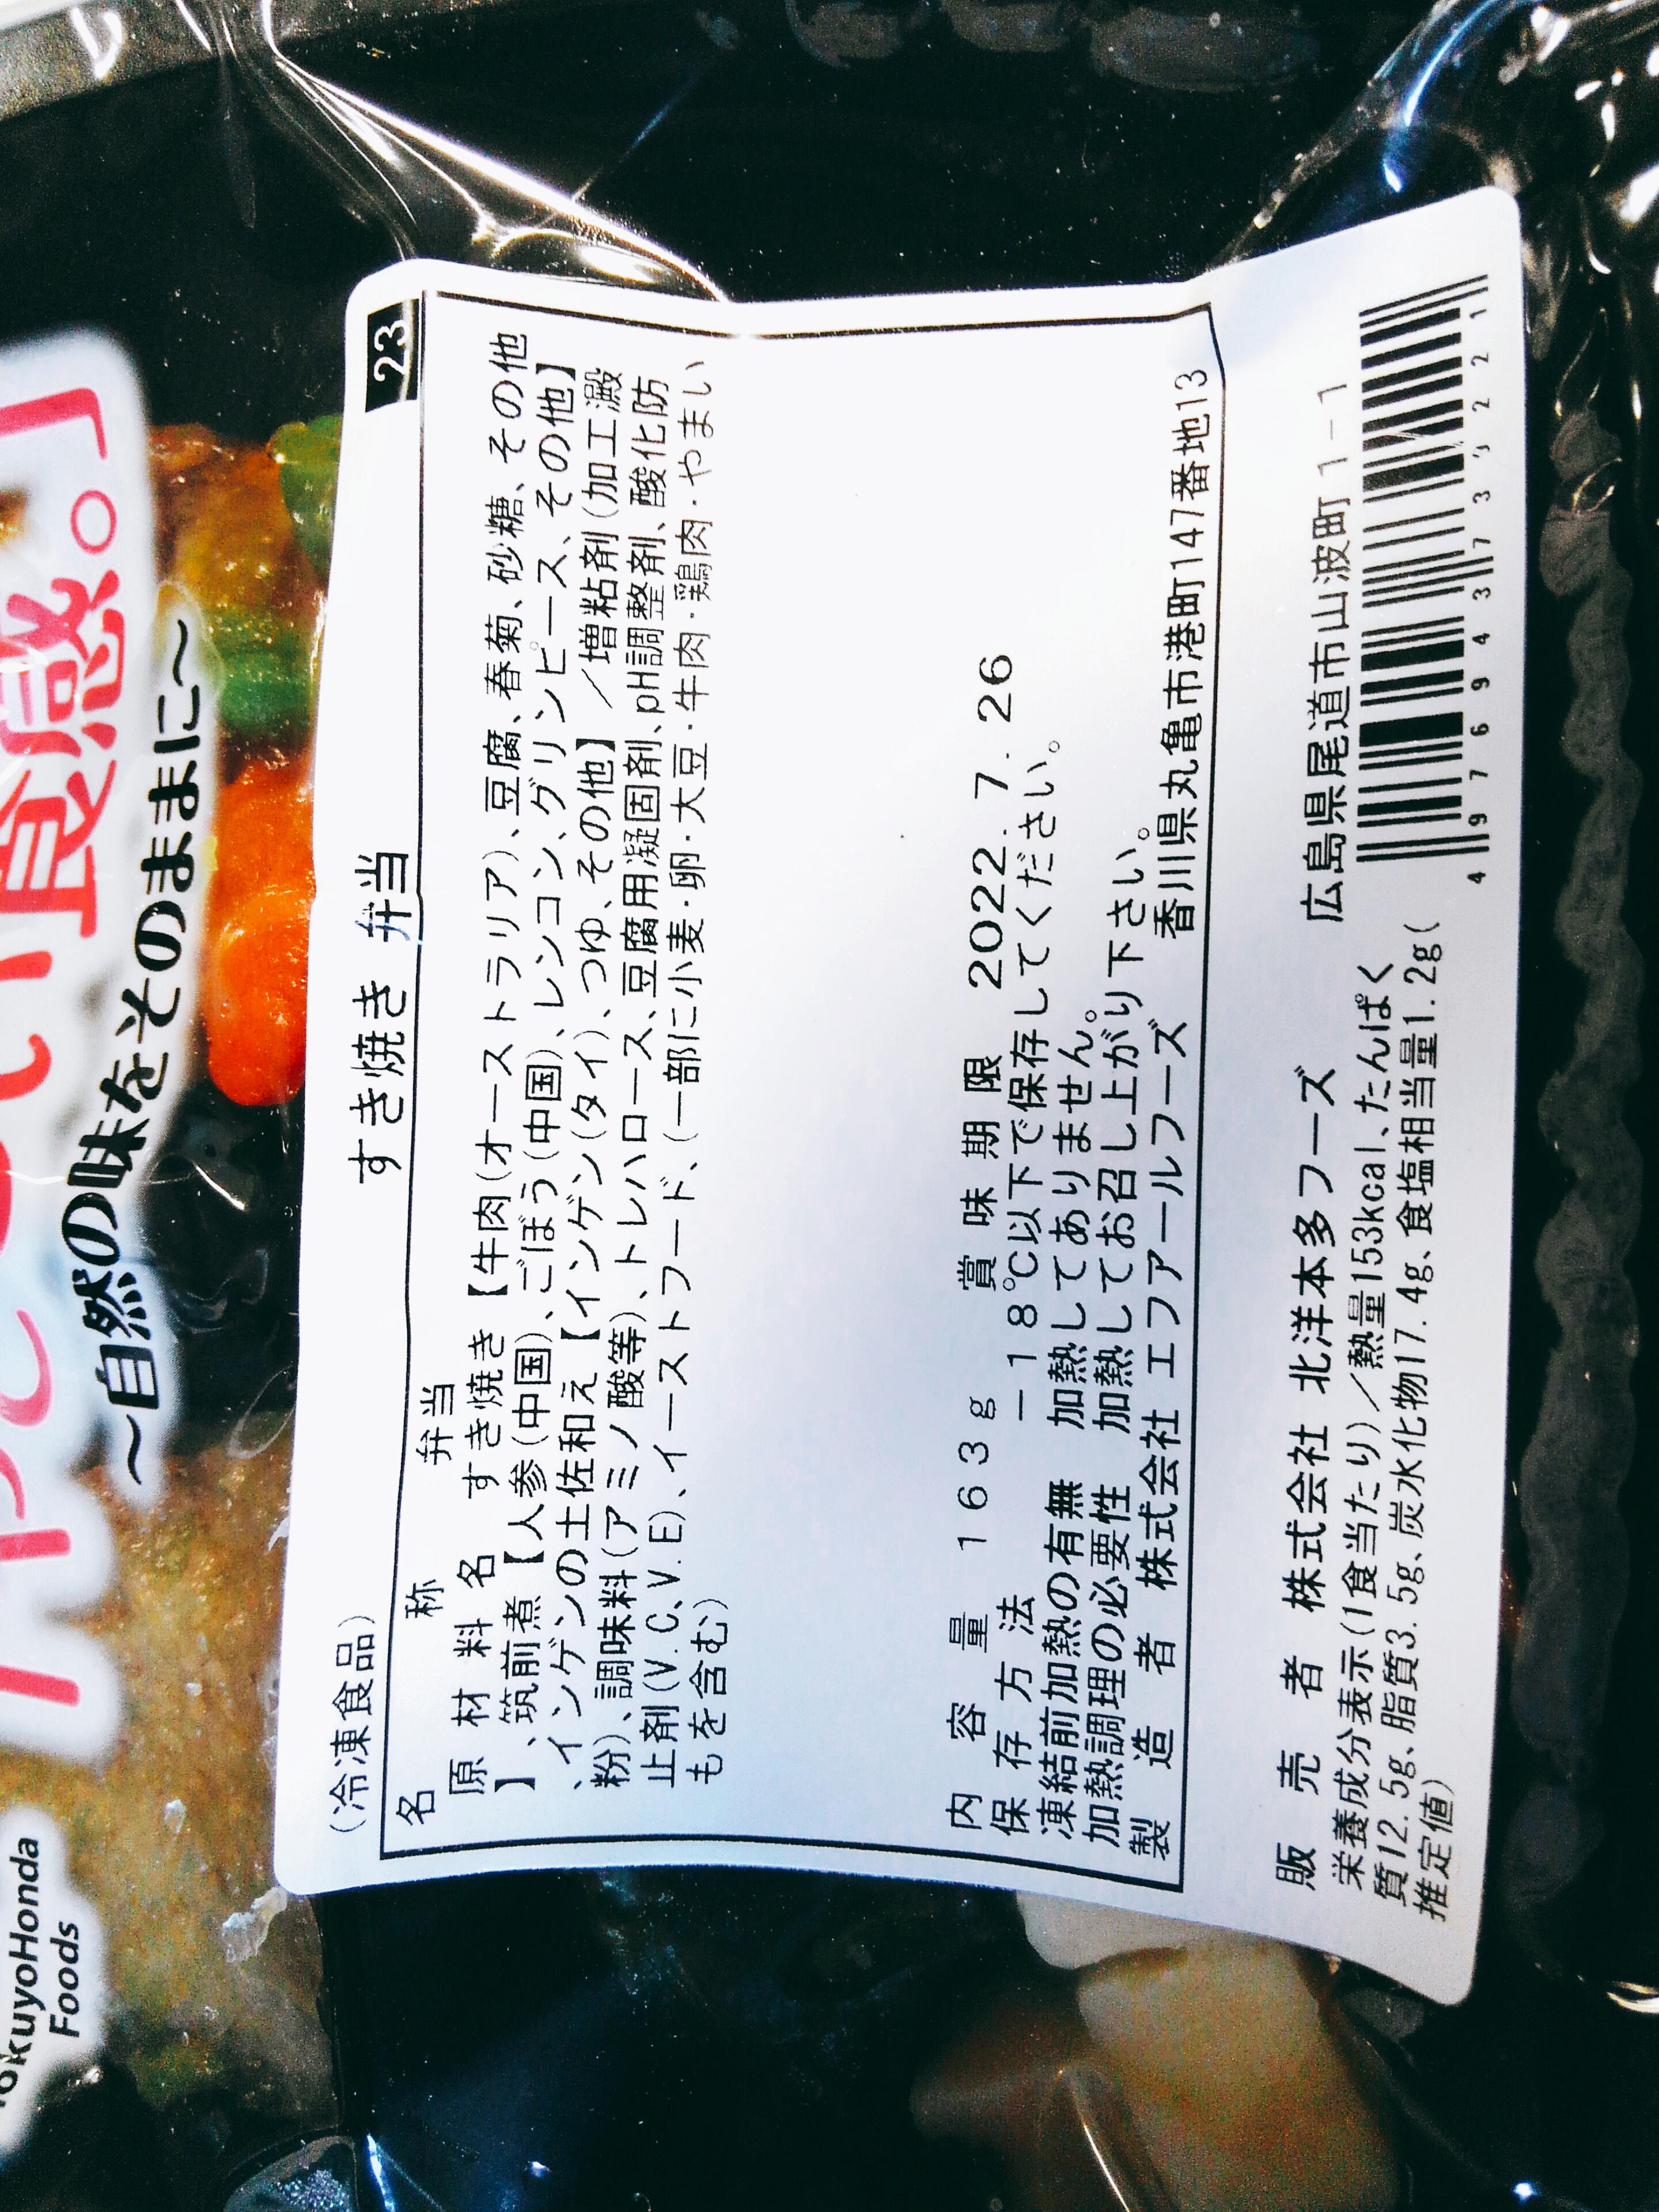 感。
～自然の味をそのままに～
kuyoHonda
Foods
(冷凍食品)
すき焼き 弁当
23
名 称 弁当
原 材 料 名 すき焼き【牛肉(オーストラリア)、豆腐、春菊、砂糖、その他
】、筑前煮【人参(中国)、ごぼう(中国)、レンコン、グリンピース、その他】
、インゲンの土佐和え【インゲン(タイ)、つゆ、その他】／増粘剤(加工澱
粉)、調味料(アミノ酸等)、トレハロース、豆腐用凝固剤、pH調整剤、酸化防
止剤(V.C、V.E)、イーストフード、(一部に小麦・卵・大豆・牛肉・鶏肉・やまい
もを含む)
内 容 量 163g 賞 味 期 限 2022. 7. 26
保 存 方 法 －18℃以下で保存してください。
凍結前加熱の有無 加熱してありません。
加熱調理の必要性 加熱してお召し上がり下さい。
製 造 者 株式会社 エフアールフーズ 香川県丸亀市港町147番地13
販 売 者 株式会社 北洋本多フーズ 広島県尾道市山波町1-1
栄養成分表示(1食当たり)／熱量153kcal、たんぱく
質12.5g、脂質3.5g、炭水化物17.4g、食塩相当量1.2g(
推定値)
4 976943 733221